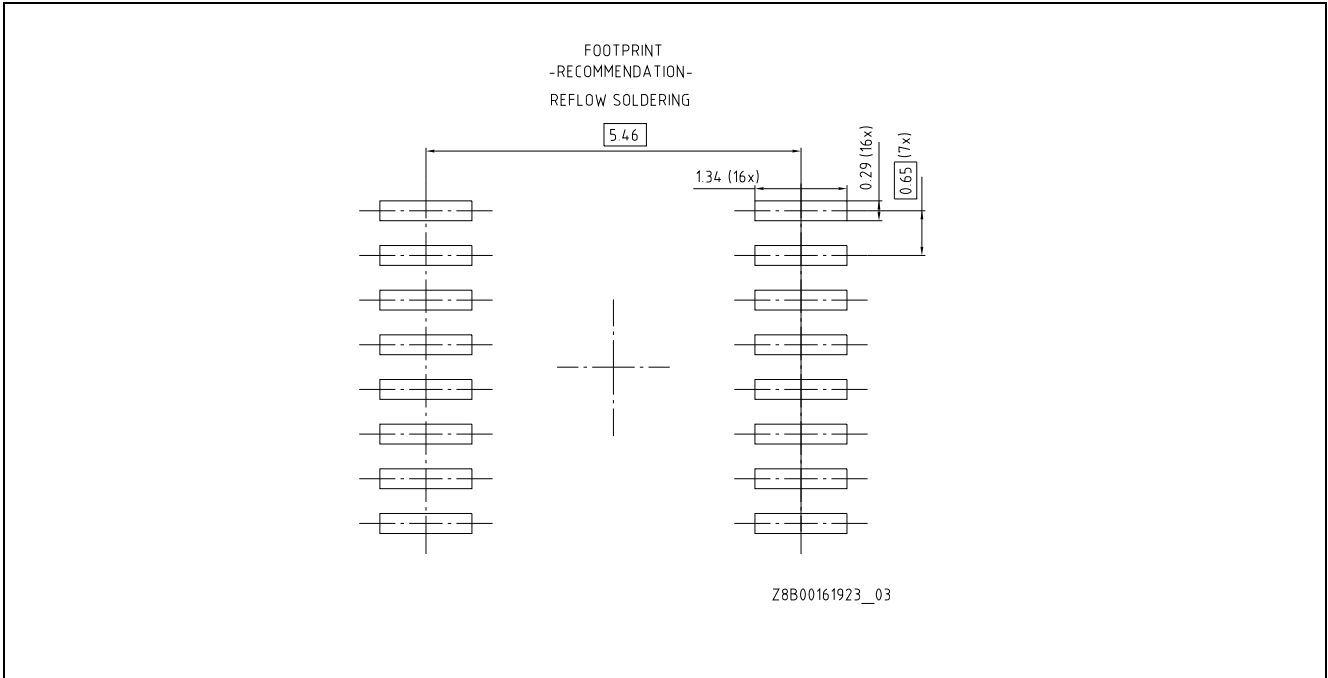 FOOTPRINT
-RECOMMENDATION-
REFLOW SOLDERING
5.46
1.34 (16x)
0.29 (16x)
0.65 (7x)
Z8B00161923_03